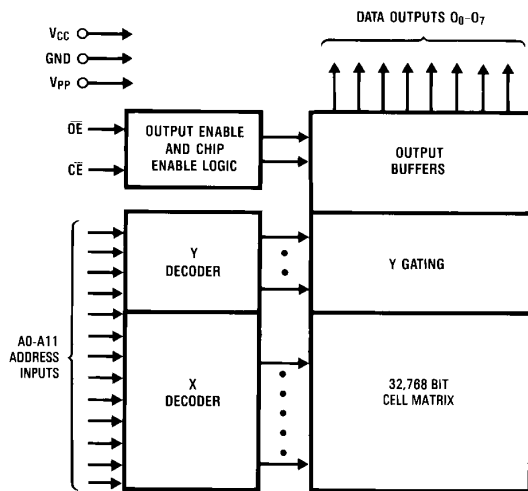 DATA OUTPUTS O0–O7
VCC
GND
VPP
OE
CE
OUTPUT ENABLE
AND CHIP
ENABLE LOGIC
OUTPUT
BUFFERS
Y
DECODER
Y GATING
A0-A11
ADDRESS
INPUTS
X
DECODER
32,768 BIT
CELL MATRIX